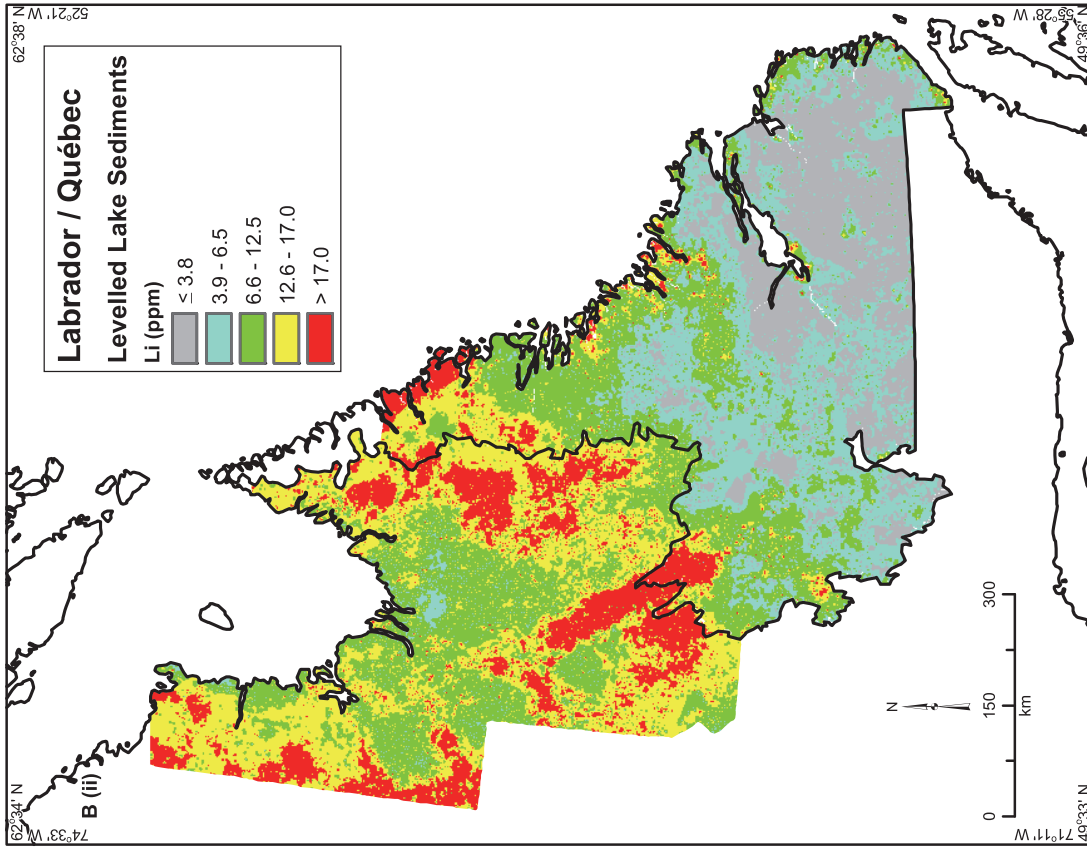 62°34' N
74°33' W
62°38' N
52°21' W
B (ii)
Labrador / Québec
Levelled Lake Sediments
Li (ppm)
≤ 3.8
3.9 - 6.5
6.6 - 12.5
12.6 - 17.0
> 17.0
N
0 150 300
km
71°11' W
49°33' N
55°28' W
49°36' N